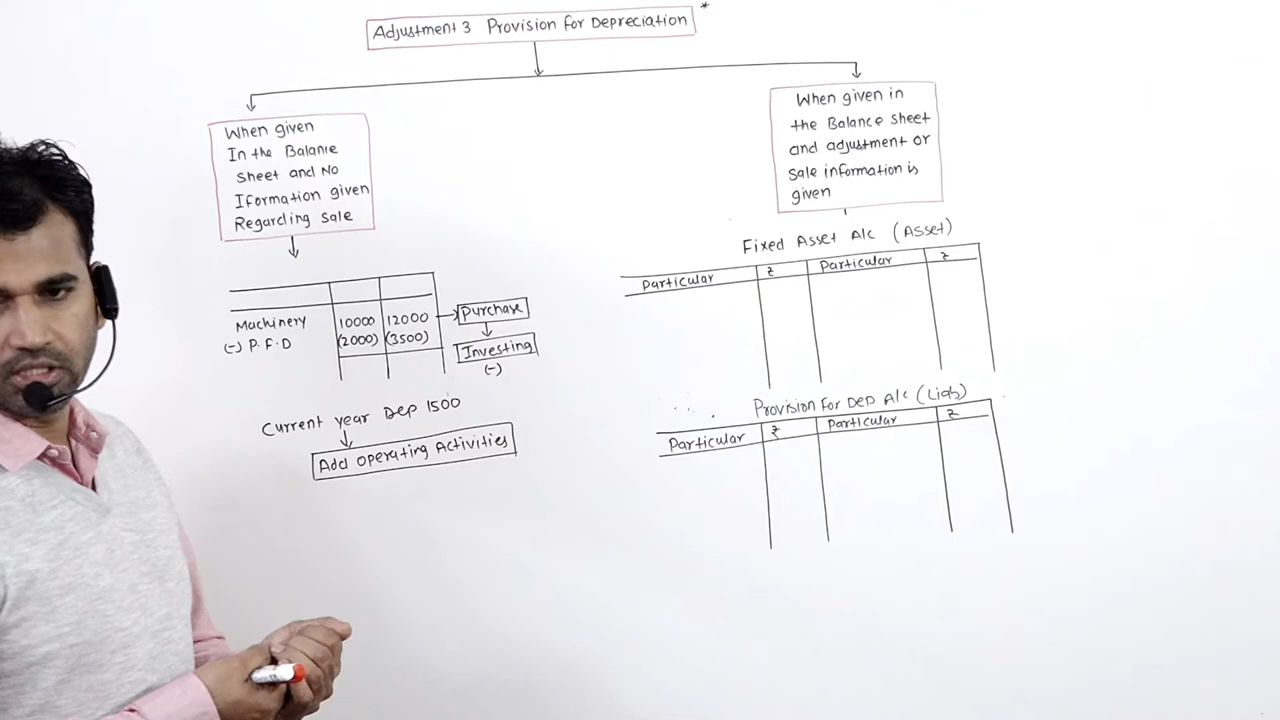 Adjustment 3 Provision for Depreciation *
When given
In the Balance
sheet and No
Iformation given
Regarding sale
Machinery 10000 12000
(-) P.F.D (2000) (3500)
Purchase
Investing
(-)
Current year Dep 1500
Add Operating Activities
When given in
the Balance sheet
and adjustment or
sale information is
given
Fixed Asset A/c (Asset)
Particular ₹ Particular ₹
Provision for Dep A/c (Liab)
Particular ₹ Particular ₹